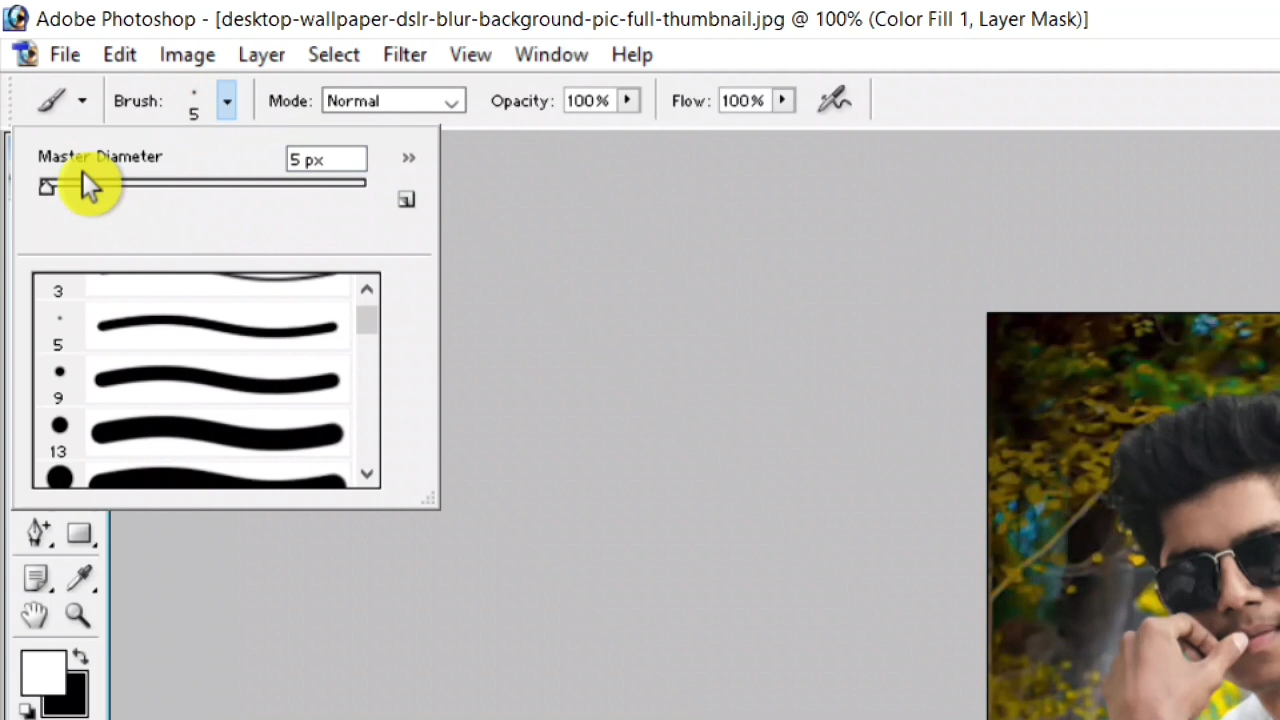 Adobe Photoshop - [desktop-wallpaper-dslr-blur-background-pic-full-thumbnail.jpg @ 100% (Color Fill 1, Layer Mask)]
File Edit Image Layer Select Filter View Window Help
Brush: 5 Mode: Normal Opacity: 100% Flow: 100%
Master Diameter 5 px
3
5
9
13